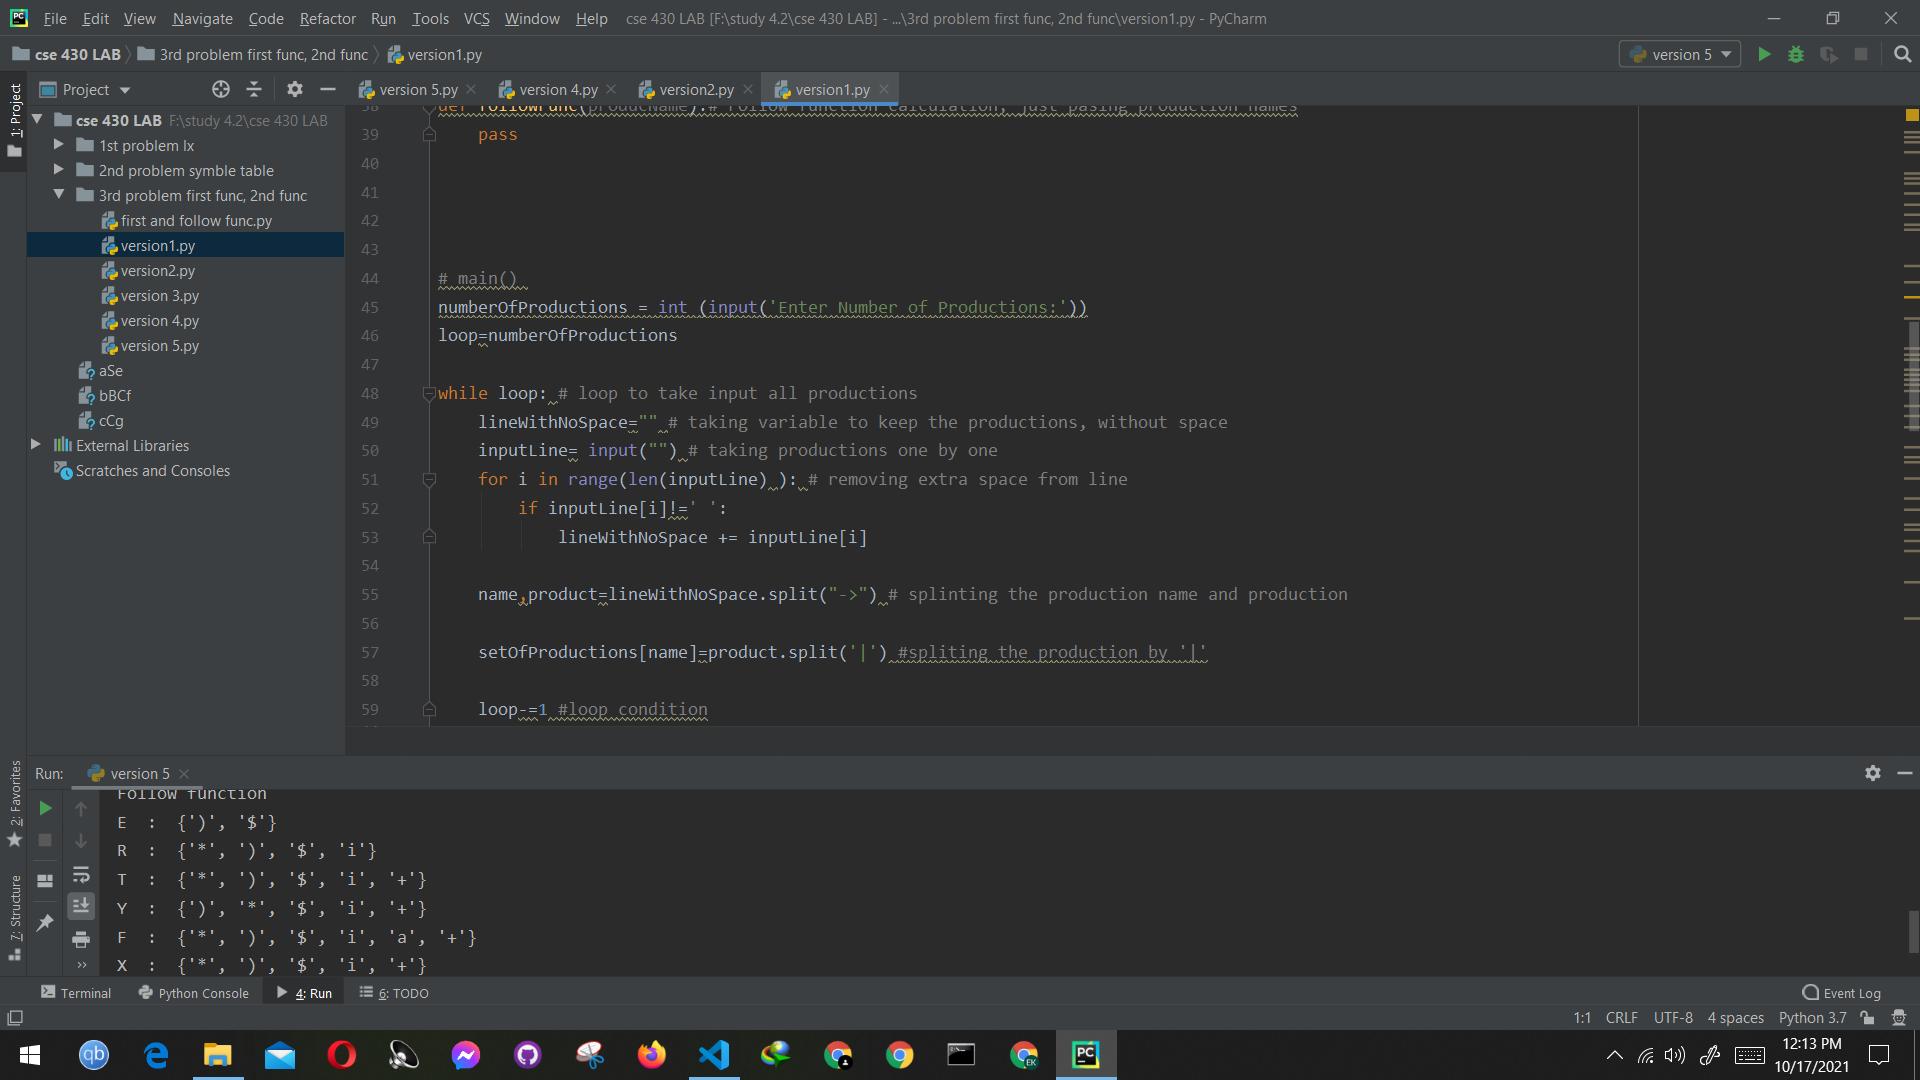 File Edit View Navigate Code Refactor Run Tools VCS Window Help cse 430 LAB [F:\study 4.2\cse 430 LAB] - ...\3rd problem first func, 2nd func\version1.py - PyCharm
cse 430 LAB 3rd problem first func, 2nd func version1.py version 5
1: Project
Project
version 5.py version 4.py version2.py version1.py
cse 430 LAB F:\study 4.2\cse 430 LAB
1st problem lx
2nd problem symble table
3rd problem first func, 2nd func
first and follow func.py
version1.py
version2.py
version 3.py
version 4.py
version 5.py
aSe
bBCf
cCg
External Libraries
Scratches and Consoles
38 def followFunc(producName):# Follow function calculation, just pasing production names
39 pass
40
41
42
43
44 # main()
45 numberOfProductions = int (input('Enter Number of Productions:'))
46 loop=numberOfProductions
47
48 while loop: # loop to take input all productions
49 lineWithNoSpace="" # taking variable to keep the productions, without space
50 inputLine= input("") # taking productions one by one
51 for i in range(len(inputLine) ): # removing extra space from line
52 if inputLine[i]!=' ':
53 lineWithNoSpace += inputLine[i]
54
55 name,product=lineWithNoSpace.split("->") # splinting the production name and production
56
57 setOfProductions[name]=product.split('|') #spliting the production by '|'
58
59 loop-=1 #loop condition
2: Favorites
7: Structure
Run: version 5
Follow function
E : {')', '$'}
R : {'*', ')', '$', 'i'}
T : {'*', ')', '$', 'i', '+'}
Y : {')', '*', '$', 'i', '+'}
F : {'*', ')', '$', 'i', 'a', '+'}
X : {'*', ')', '$', 'i', '+'}
Terminal Python Console 4: Run 6: TODO Event Log
1:1 CRLF UTF-8 4 spaces Python 3.7
12:13 PM
10/17/2021